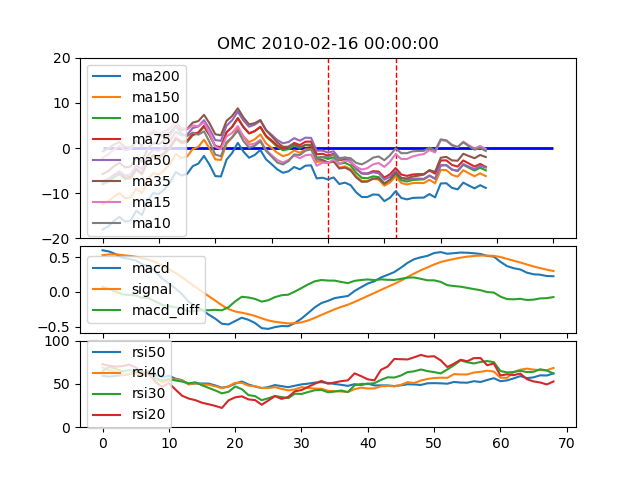 OMC 2010-02-16 00:00:00
20
10
0
−10
−20
ma200
ma150
ma100
ma75
ma50
ma35
ma15
ma10
0.5
0.0
−0.5
macd
signal
macd_diff
100
50
0
rsi50
rsi40
rsi30
rsi20
0 10 20 30 40 50 60 70